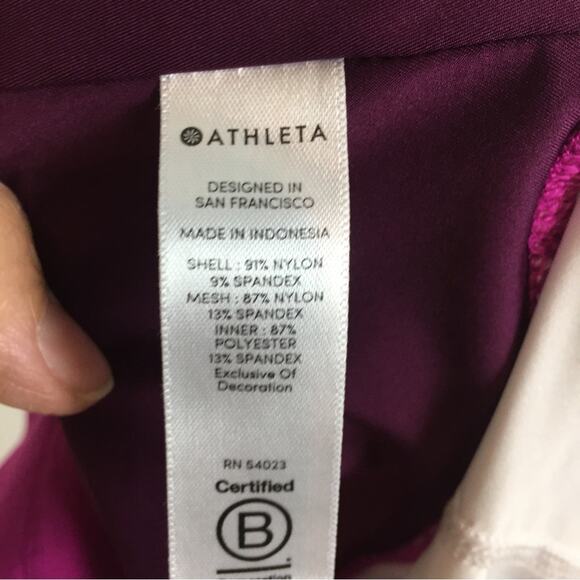 ATHLETA
DESIGNED IN
SAN FRANCISCO
MADE IN INDONESIA
SHELL : 91% NYLON
9% SPANDEX
MESH : 87% NYLON
13% SPANDEX
INNER : 87%
POLYESTER
13% SPANDEX
Exclusive Of
Decoration
RN 54023
Certified
B